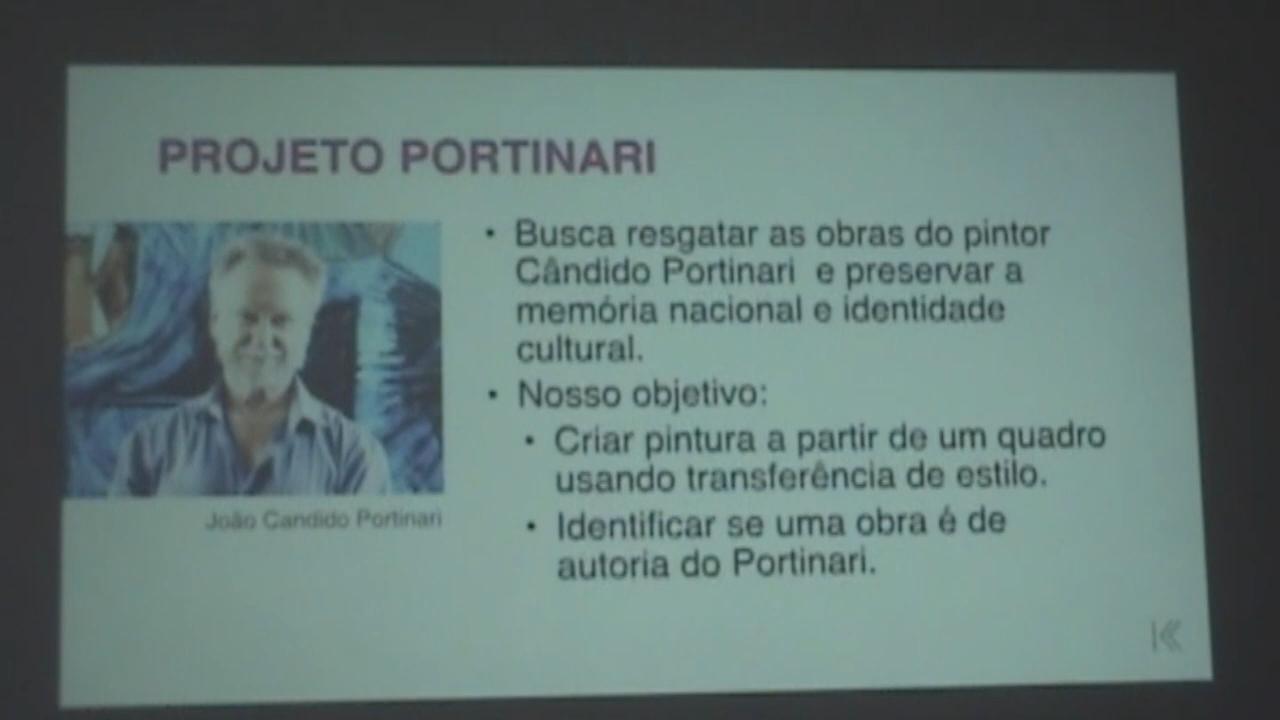 PROJETO PORTINARI
• Busca resgatar as obras do pintor
Cândido Portinari e preservar a
memória nacional e identidade
cultural.
• Nosso objetivo:
• Criar pintura a partir de um quadro
usando transferência de estilo.
• Identificar se uma obra é de
autoria do Portinari.
João Candido Portinari